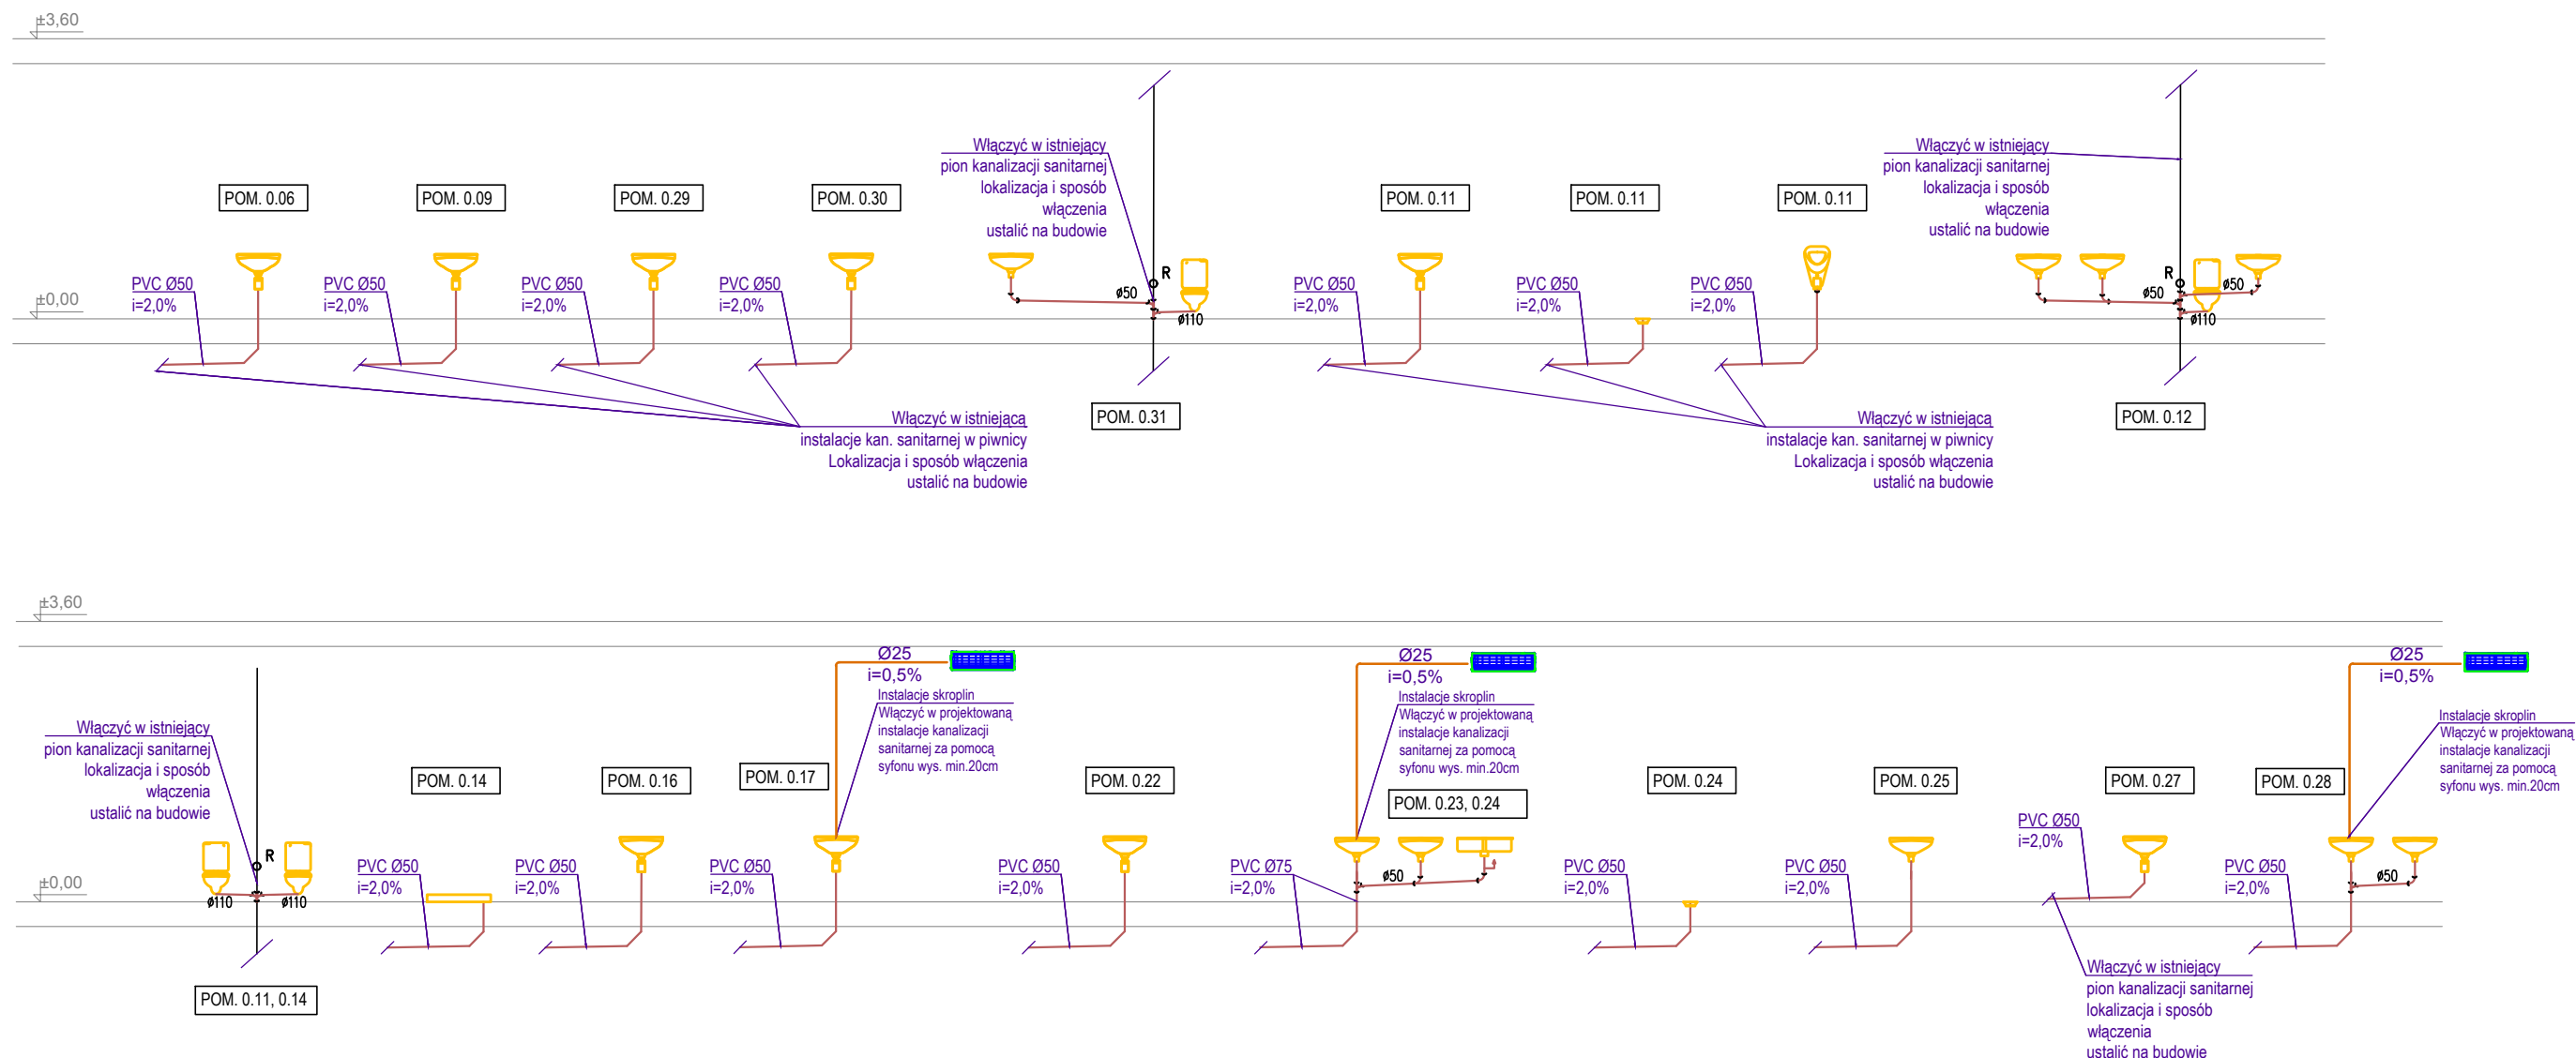 ±3,60
Włączyć w istniejący
pion kanalizacji sanitarnej
lokalizacja i sposób
włączenia
ustalić na budowie
Włączyć w istniejący
pion kanalizacji sanitarnej
lokalizacja i sposób
włączenia
ustalić na budowie
POM. 0.06
POM. 0.09
POM. 0.29
POM. 0.30
POM. 0.11
POM. 0.11
POM. 0.11
±0,00
PVC Ø50
i=2,0%
PVC Ø50
i=2,0%
PVC Ø50
i=2,0%
PVC Ø50
i=2,0%
R
ø50
ø110
PVC Ø50
i=2,0%
PVC Ø50
i=2,0%
PVC Ø50
i=2,0%
R
ø50
ø50
ø110
Włączyć w istniejącą
instalacje kan. sanitarnej w piwnicy
Lokalizacja i sposób włączenia
ustalić na budowie
POM. 0.31
Włączyć w istniejącą
instalacje kan. sanitarnej w piwnicy
Lokalizacja i sposób włączenia
ustalić na budowie
POM. 0.12
±3,60
Ø25
i=0,5%
Instalacje skroplin
Włączyć w projektowaną
instalacje kanalizacji
sanitarnej za pomocą
syfonu wys. min.20cm
Ø25
i=0,5%
Instalacje skroplin
Włączyć w projektowaną
instalacje kanalizacji
sanitarnej za pomocą
syfonu wys. min.20cm
Ø25
i=0,5%
Instalacje skroplin
Włączyć w projektowaną
instalacje kanalizacji
sanitarnej za pomocą
syfonu wys. min.20cm
Włączyć w istniejący
pion kanalizacji sanitarnej
lokalizacja i sposób
włączenia
ustalić na budowie
POM. 0.14
POM. 0.16
POM. 0.17
POM. 0.22
POM. 0.23, 0.24
POM. 0.24
POM. 0.25
POM. 0.27
POM. 0.28
±0,00
R
ø110
ø110
PVC Ø50
i=2,0%
PVC Ø50
i=2,0%
PVC Ø50
i=2,0%
PVC Ø50
i=2,0%
PVC Ø75
i=2,0%
ø50
PVC Ø50
i=2,0%
PVC Ø50
i=2,0%
PVC Ø50
i=2,0%
PVC Ø50
i=2,0%
ø50
POM. 0.11, 0.14
Włączyć w istniejący
pion kanalizacji sanitarnej
lokalizacja i sposób
włączenia
ustalić na budowie